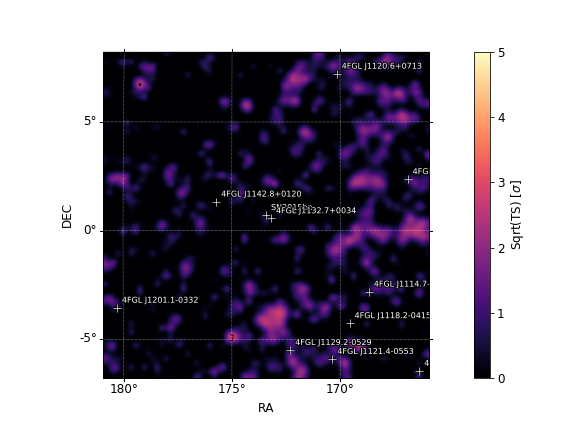 4FGL J1120.6+0713
4FG
4FGL J1142.8+0120
4FGL J1132.7+0034
4FGL J1114.7-
4FGL J1201.1-0332
4FGL J1118.2-0415
4FGL J1129.2-0529
4FGL J1121.4-0553
4
5°
0°
-5°
180°
175°
170°
RA
DEC
5
4
3
2
1
0
Sqrt(TS) [σ]